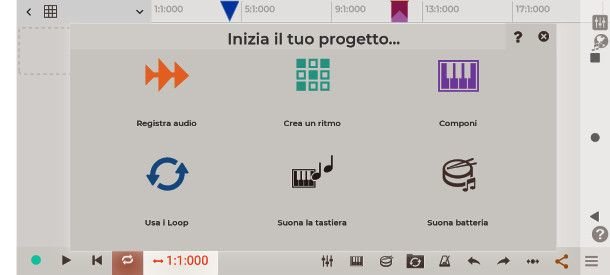 1:1:000 5:1:000 9:1:000 13:1:000 17:1:000
Inizia il tuo progetto... ?
Registra audio Crea un ritmo Componi
Usa i Loop Suona la tastiera Suona batteria
?
1:1:000